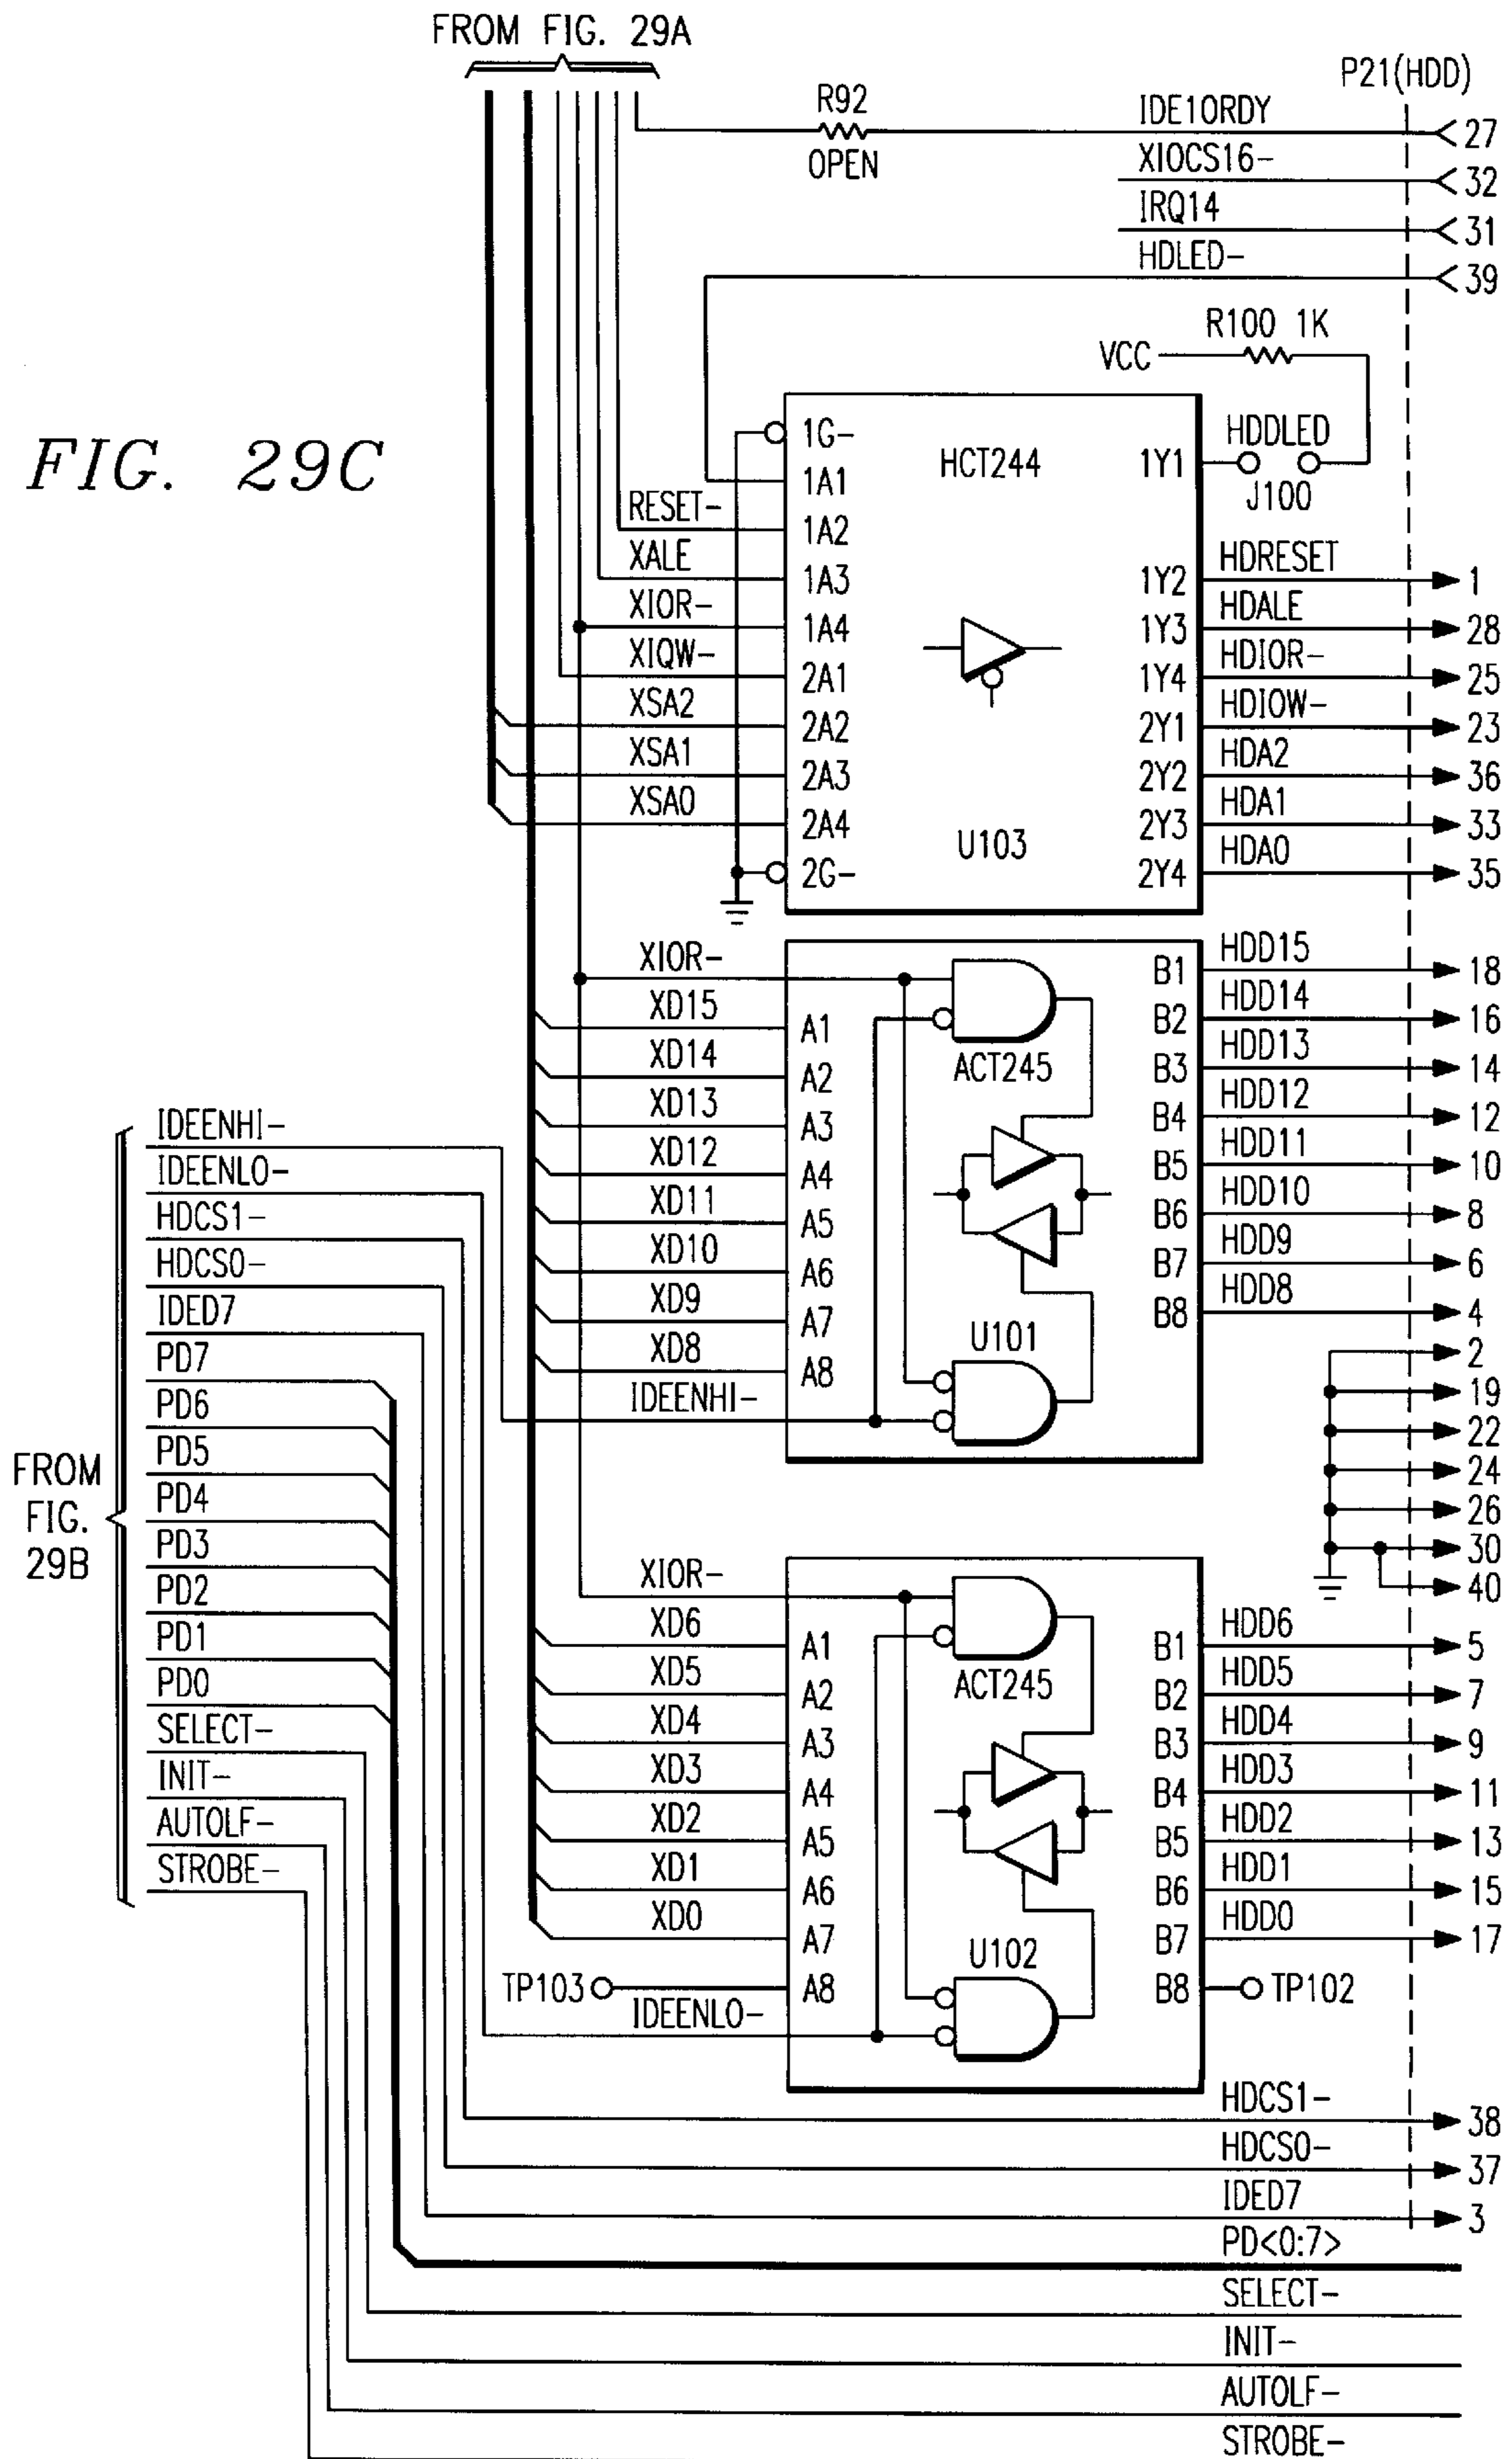 FROM FIG. 29A
P21(HDD)
R92
OPEN
IDE1ORDY
27
XIOCS16-
32
IRQ14
31
HDLED-
39
R100 1K
VCC
FIG. 29C
HDDLED
J100
HCT244
U103
1G-
1A1
1Y1
RESET-
1A2
XALE
1A3
XIOR-
1A4
XIQW-
2A1
XSA2
2A2
XSA1
2A3
XSA0
2A4
2G-
1Y2
HDRESET
1
1Y3
HDALE
28
1Y4
HDIOR-
25
2Y1
HDIOW-
23
2Y2
HDA2
36
2Y3
HDA1
33
2Y4
HDA0
35
XIOR-
XD15
A1
XD14
A2
XD13
A3
XD12
A4
XD11
A5
XD10
A6
XD9
A7
XD8
A8
IDEENHI-
ACT245
U101
B1
HDD15
18
B2
HDD14
16
B3
HDD13
14
B4
HDD12
12
B5
HDD11
10
B6
HDD10
8
B7
HDD9
6
B8
HDD8
4
2
19
22
24
26
30
40
FROM
FIG.
29B
IDEENHI-
IDEENLO-
HDCS1-
HDCS0-
IDED7
PD7
PD6
PD5
PD4
PD3
PD2
PD1
PD0
SELECT-
INIT-
AUTOLF-
STROBE-
XIOR-
XD6
A1
XD5
A2
XD4
A3
XD3
A4
XD2
A5
XD1
A6
XD0
A7
TP103
A8
IDEENLO-
ACT245
U102
B1
HDD6
5
B2
HDD5
7
B3
HDD4
9
B4
HDD3
11
B5
HDD2
13
B6
HDD1
15
B7
HDD0
17
B8
TP102
HDCS1-
38
HDCS0-
37
IDED7
3
PD<0:7>
SELECT-
INIT-
AUTOLF-
STROBE-